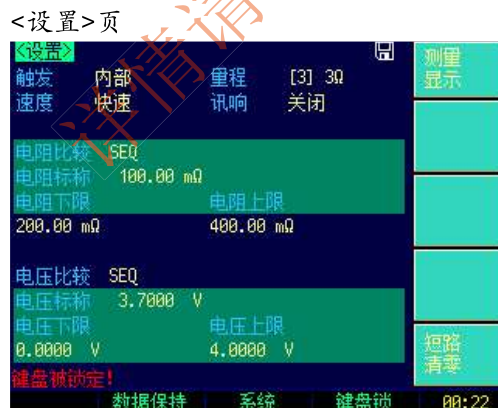 <设置>页
<设置>
触发 内部 量程 [3] 3Ω
速度 快速 讯响 关闭
电阻比较 SEQ
电阻标称 100.00 mΩ
电阻下限 电阻上限
200.00 mΩ 400.00 mΩ
电压比较 SEQ
电压标称 3.7000 V
电压下限 电压上限
0.0000 V 4.0000 V
键盘被锁定!
测量
显示
短路
清零
数据保持 系统 键盘锁 00:22
详情请